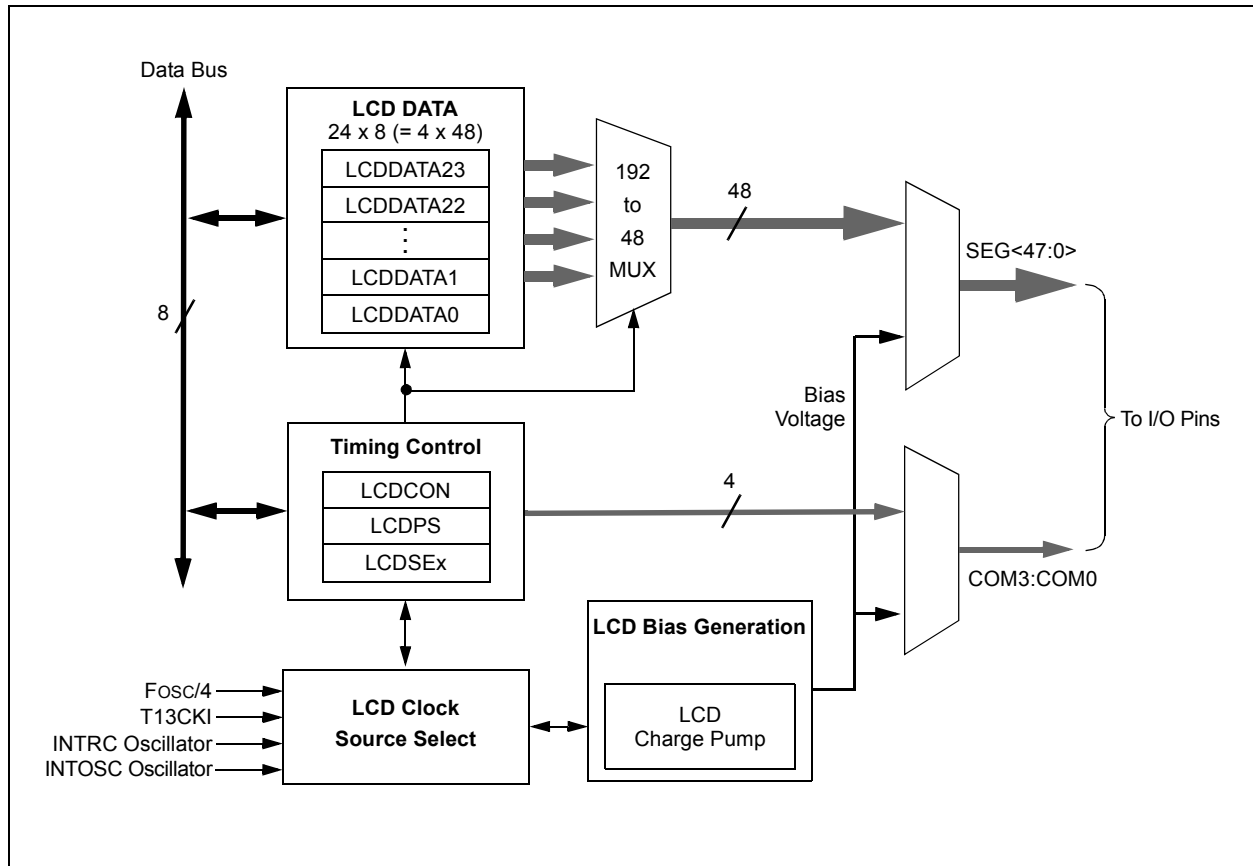 Data Bus
8
LCD DATA
24 x 8 (= 4 x 48)
LCDDATA23
LCDDATA22
⋮
LCDDATA1
LCDDATA0
192
to
48
MUX
48
SEG<47:0>
Bias
Voltage
To I/O Pins
Timing Control
LCDCON
LCDPS
LCDSEx
4
COM3:COM0
LCD Bias Generation
LCD
Charge Pump
FOSC/4
T13CKI
INTRC Oscillator
INTOSC Oscillator
LCD Clock
Source Select